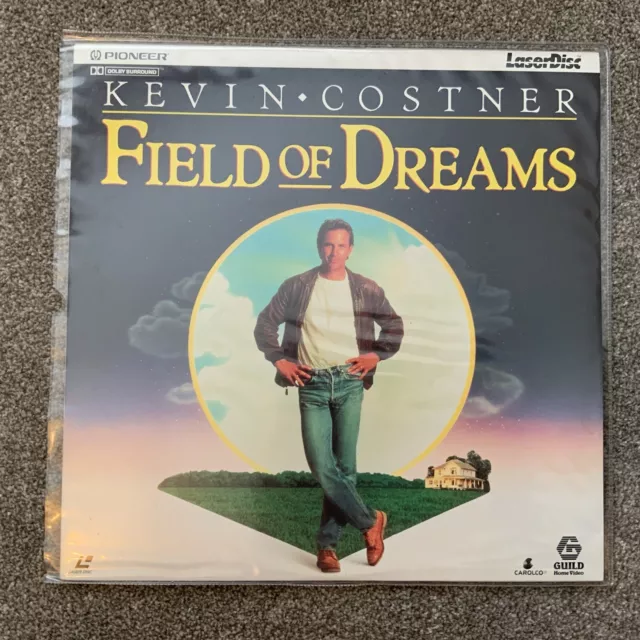 PIONEER
LaserDisc
DOLBY SURROUND
KEVIN • COSTNER
FIELD OF DREAMS
CAROLCO
GUILD
Home Video